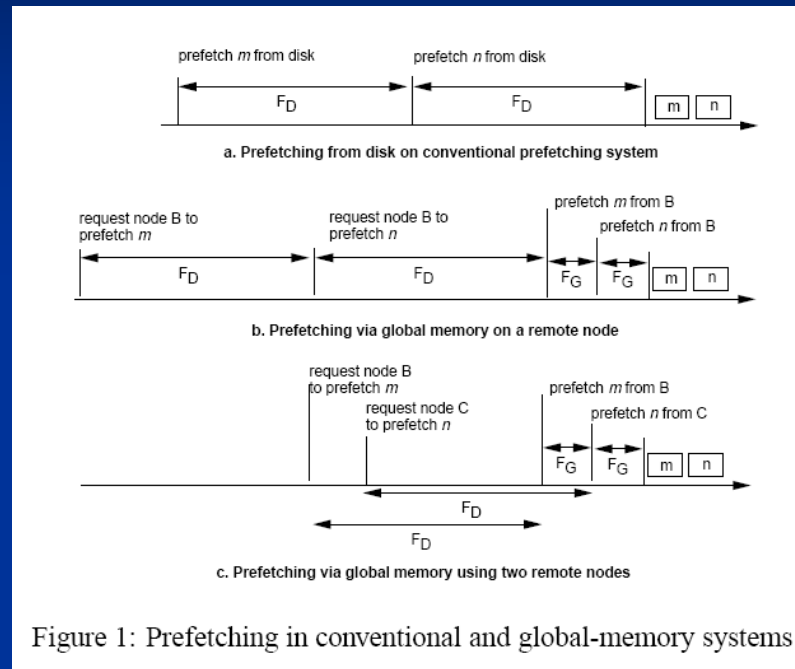 prefetch m from disk
prefetch n from disk
FD
FD
m
n
a. Prefetching from disk on conventional prefetching system
request node B to
prefetch m
request node B to
prefetch n
prefetch m from B
prefetch n from B
FD
FD
FG
FG
m
n
b. Prefetching via global memory on a remote node
request node B
to prefetch m
request node C
to prefetch n
prefetch m from B
prefetch n from C
FG
FG
m
n
FD
FD
c. Prefetching via global memory using two remote nodes
Figure 1: Prefetching in conventional and global-memory systems